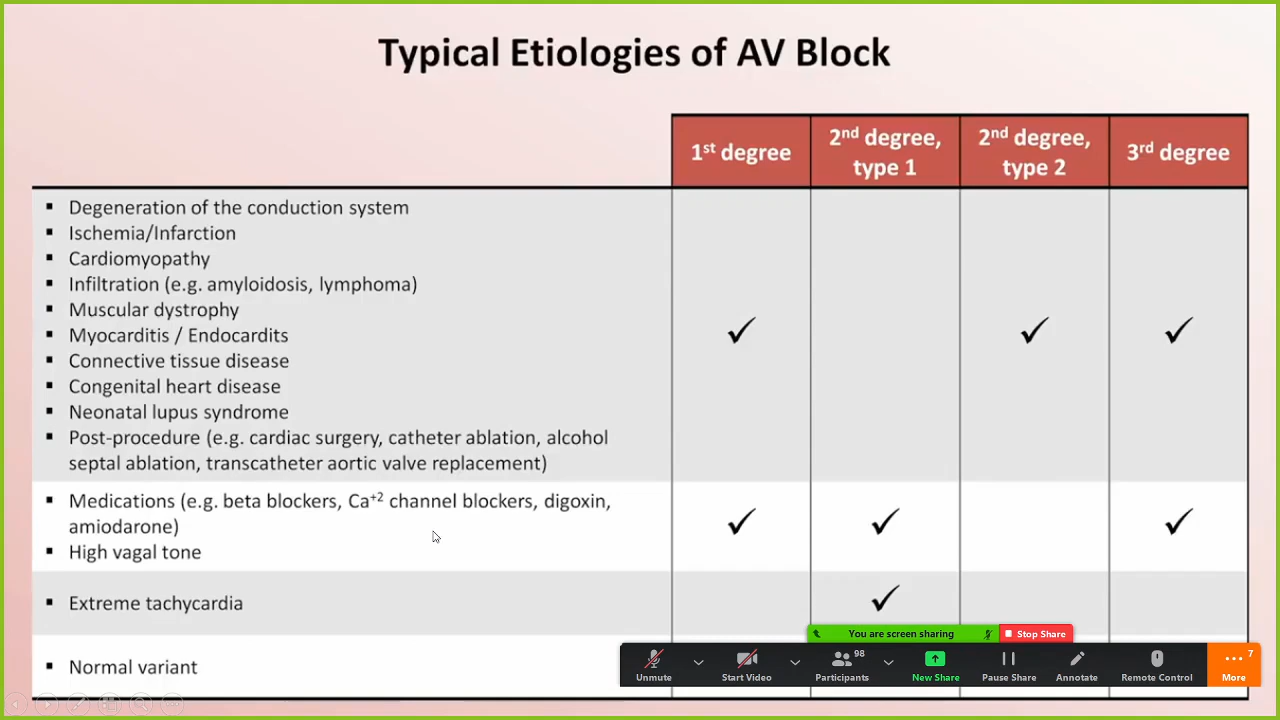 Typical Etiologies of AV Block
1st degree
2nd degree,
type 1
2nd degree,
type 2
3rd degree
▪ Degeneration of the conduction system
▪ Ischemia/Infarction
▪ Cardiomyopathy
▪ Infiltration (e.g. amyloidosis, lymphoma)
▪ Muscular dystrophy
▪ Myocarditis / Endocardits
▪ Connective tissue disease
▪ Congenital heart disease
▪ Neonatal lupus syndrome
▪ Post-procedure (e.g. cardiac surgery, catheter ablation, alcohol
septal ablation, transcatheter aortic valve replacement)
✓ ✓ ✓
▪ Medications (e.g. beta blockers, Ca+2 channel blockers, digoxin,
amiodarone)
▪ High vagal tone
✓ ✓ ✓
▪ Extreme tachycardia
✓
▪ Normal variant
You are screen sharing
Stop Share
98
7
Unmute
Start Video
Participants
New Share
Pause Share
Annotate
Remote Control
More